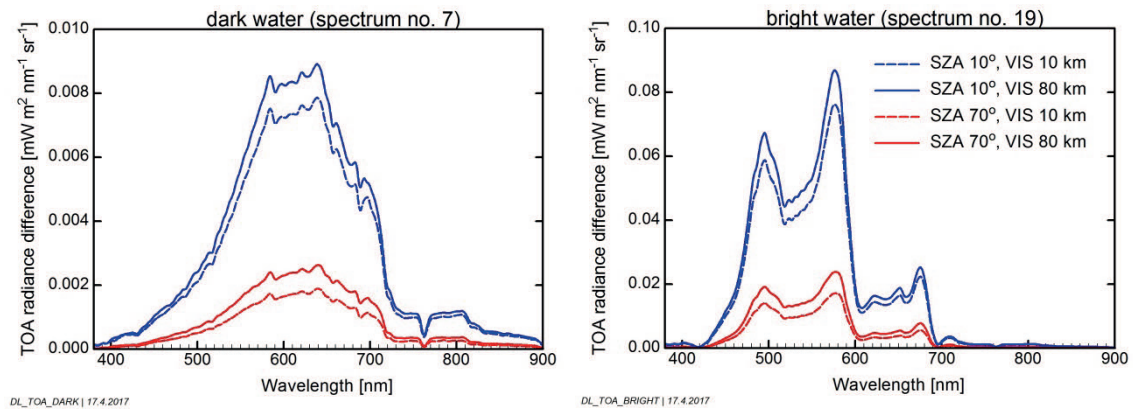 dark water (spectrum no. 7)
TOA radiance difference [mW m² nm⁻¹ sr⁻¹]
0.010
0.008
0.006
0.004
0.002
0.000
400 500 600 700 800 900
Wavelength [nm]
DL_TOA_DARK | 17.4.2017
bright water (spectrum no. 19)
TOA radiance difference [mW m² nm⁻¹ sr⁻¹]
0.10
0.08
0.06
0.04
0.02
0.00
SZA 10°, VIS 10 km
SZA 10°, VIS 80 km
SZA 70°, VIS 10 km
SZA 70°, VIS 80 km
400 500 600 700 800 900
Wavelength [nm]
DL_TOA_BRIGHT | 17.4.2017